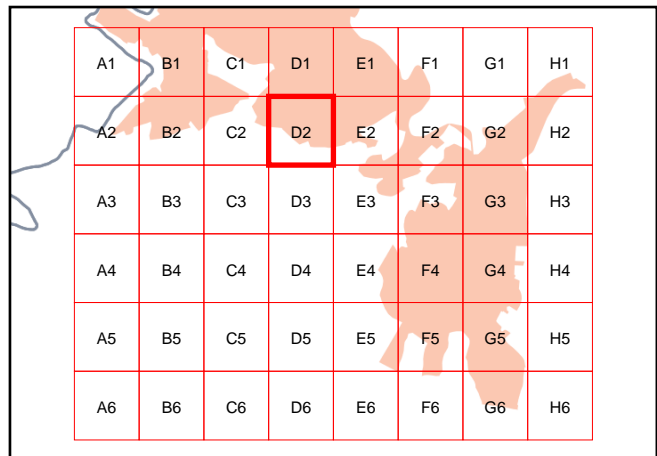 A1 B1 C1 D1 E1 F1 G1 H1
A2 B2 C2 D2 E2 F2 G2 H2
A3 B3 C3 D3 E3 F3 G3 H3
A4 B4 C4 D4 E4 F4 G4 H4
A5 B5 C5 D5 E5 F5 G5 H5
A6 B6 C6 D6 E6 F6 G6 H6